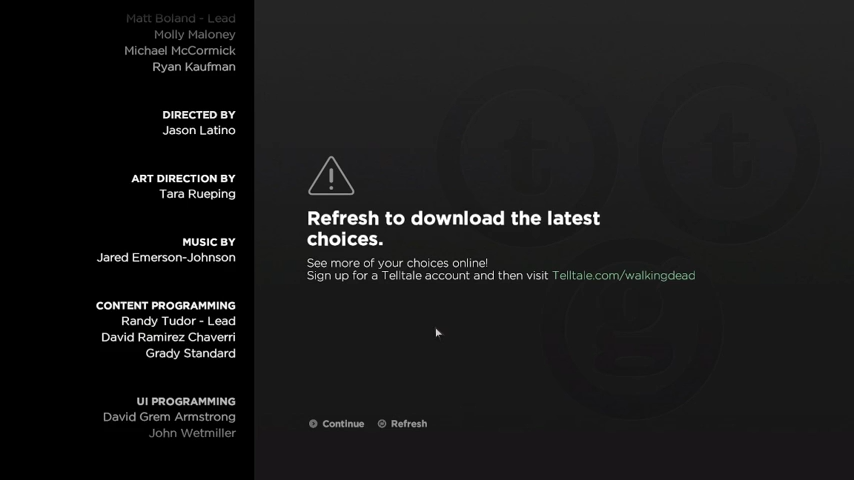 Matt Boland - Lead
Molly Maloney
Michael McCormick
Ryan Kaufman
DIRECTED BY
Jason Latino
ART DIRECTION BY
Tara Rueping
MUSIC BY
Jared Emerson-Johnson
CONTENT PROGRAMMING
Randy Tudor - Lead
David Ramirez Chaverri
Grady Standard
UI PROGRAMMING
David Grem Armstrong
John Wetmiller
Refresh to download the latest
choices.
See more of your choices online!
Sign up for a Telltale account and then visit Telltale.com/walkingdead
Continue Refresh
t t
g